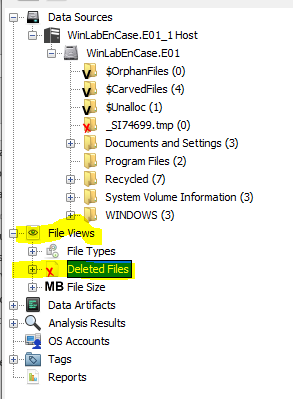 Data Sources
WinLabEnCase.E01_1 Host
WinLabEnCase.E01
$OrphanFiles (0)
$CarvedFiles (4)
$Unalloc (1)
_SI74699.tmp (0)
Documents and Settings (3)
Program Files (2)
Recycled (7)
System Volume Information (3)
WINDOWS (3)
File Views
File Types
Deleted Files
MB File Size
Data Artifacts
Analysis Results
OS Accounts
Tags
Reports